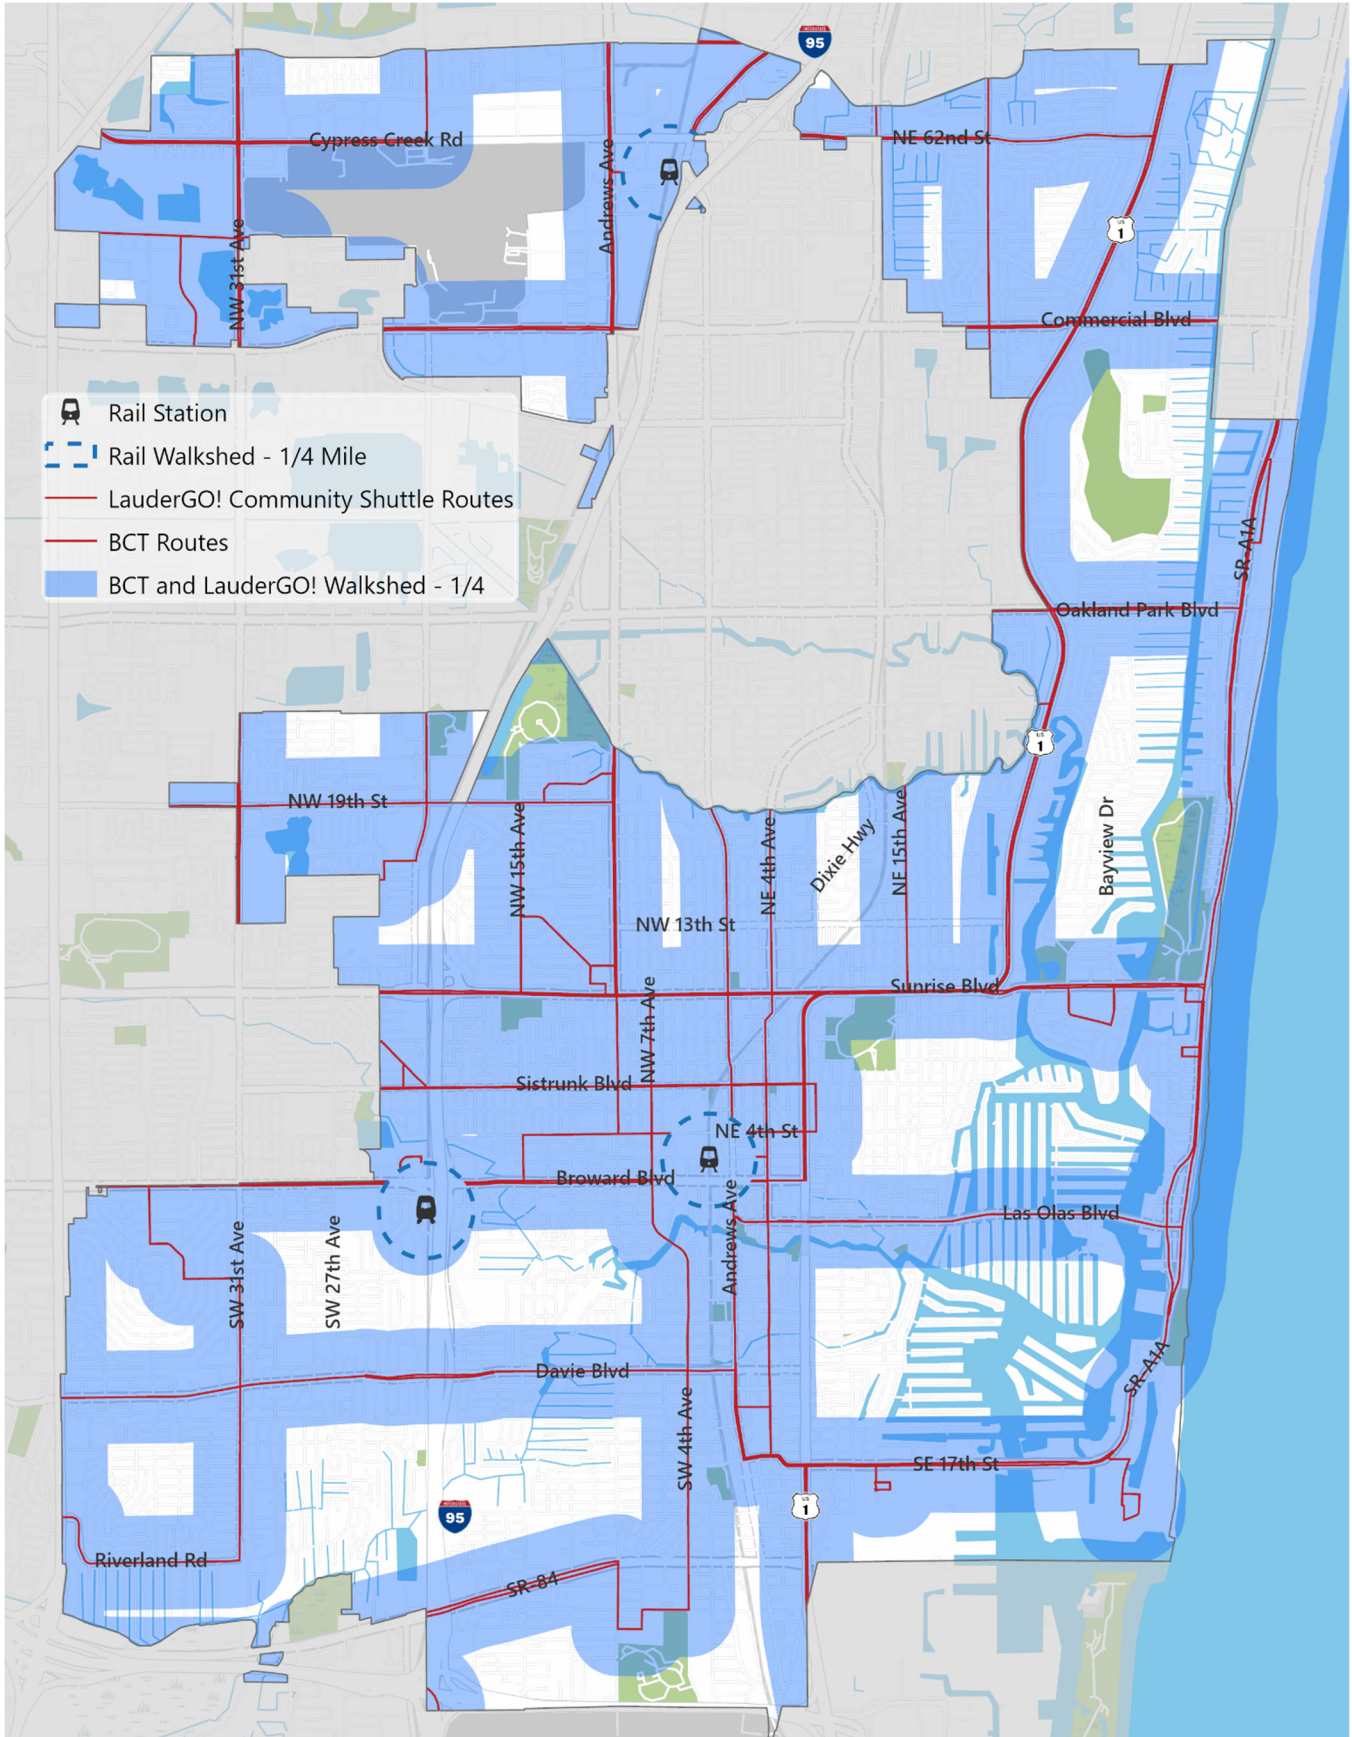 INTERSTATE
95
Cypress Creek Rd
NE 62nd St
Andrews Ave
US
1
NW 31st Ave
Commercial Blvd
Rail Station
Rail Walkshed - 1/4 Mile
LauderGO! Community Shuttle Routes
BCT Routes
BCT and LauderGO! Walkshed - 1/4
SR-A1A
Oakland Park Blvd
US
1
NW 19th St
NW 15th Ave
NE 4th Ave
Dixie Hwy
NE 15th Ave
Bayview Dr
NW 13th St
Sunrise Blvd
NW 7th Ave
Sistrunk Blvd
NE 4th St
Broward Blvd
Andrews Ave
Las Olas Blvd
SW 31st Ave
SW 27th Ave
Davie Blvd
SR-A1A
SW 4th Ave
SE 17th St
INTERSTATE
95
US
1
Riverland Rd
SR-84